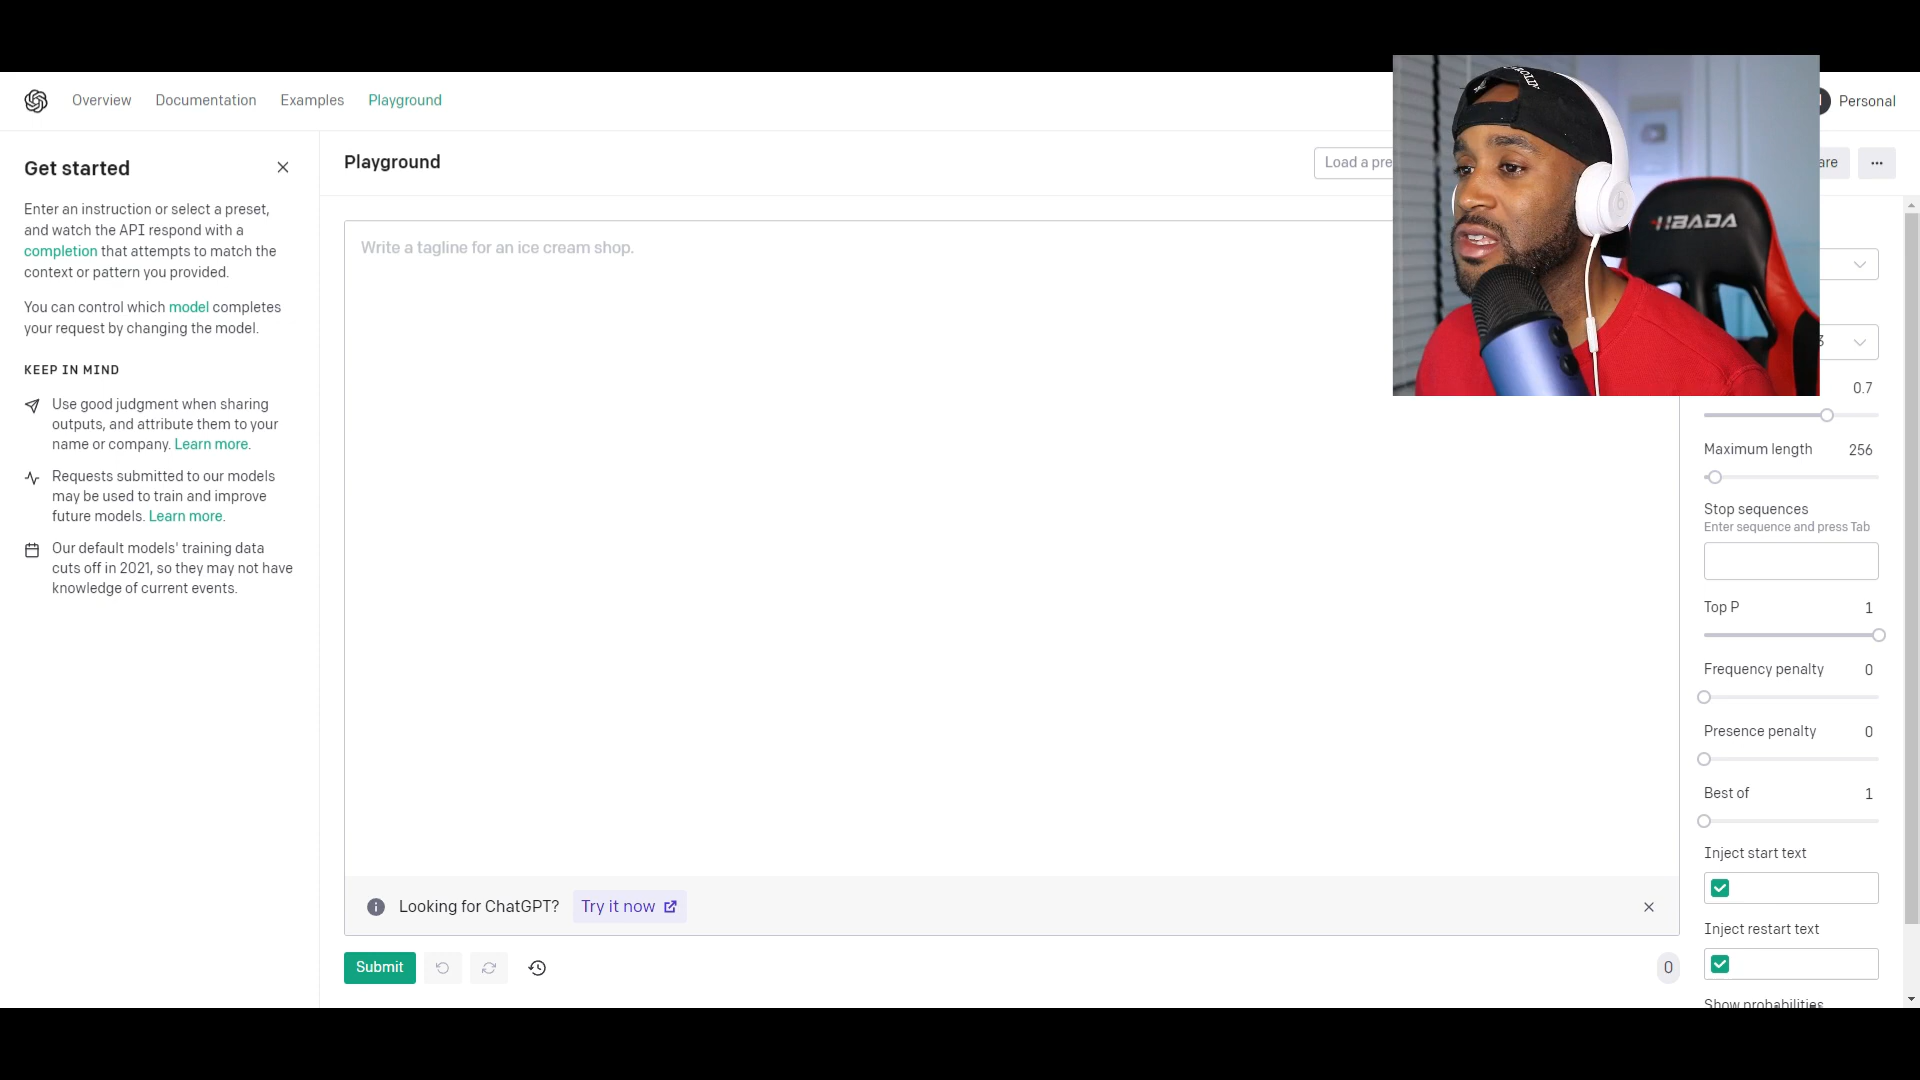 Overview Documentation Examples Playground
Personal
Get started
Playground
Load a pre
are
Enter an instruction or select a preset,
and watch the API respond with a
completion that attempts to match the
context or pattern you provided.
You can control which model completes
your request by changing the model.
KEEP IN MIND
Use good judgment when sharing
outputs, and attribute them to your
name or company. Learn more.
Requests submitted to our models
may be used to train and improve
future models. Learn more.
Our default models' training data
cuts off in 2021, so they may not have
knowledge of current events.
Write a tagline for an ice cream shop.
HBADA
3
0.7
Maximum length 256
Stop sequences
Enter sequence and press Tab
Top P 1
Frequency penalty 0
Presence penalty 0
Best of 1
Inject start text
Inject restart text
Show probabilities
Looking for ChatGPT? Try it now
Submit
0